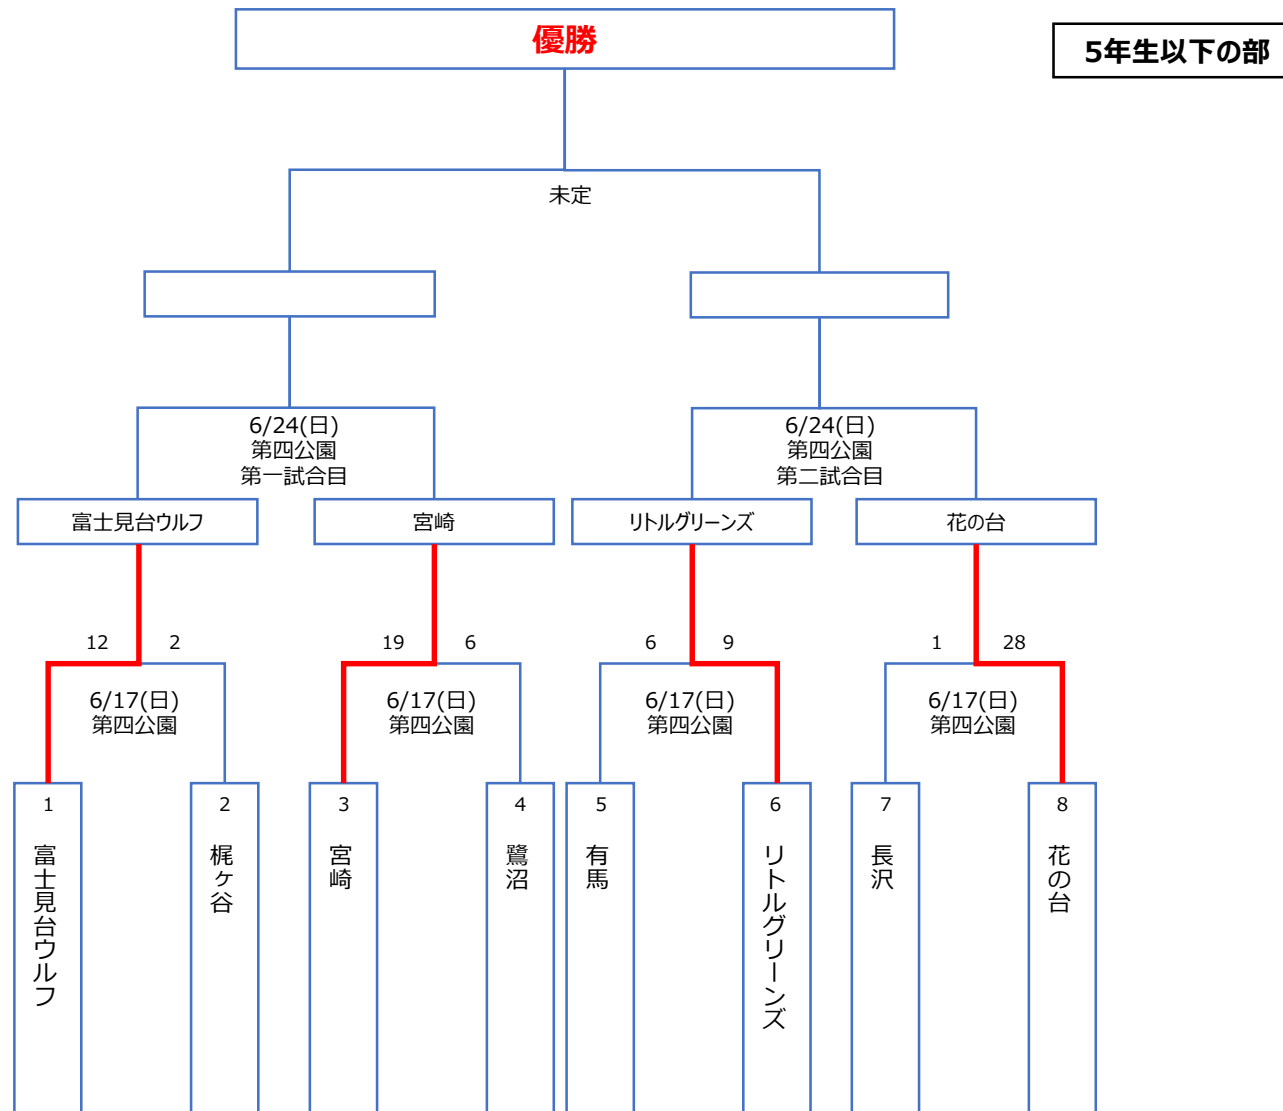 優勝
5年生以下の部
未定
6/24(日)
第四公園
第一試合目
6/24(日)
第四公園
第二試合目
富士見台ウルフ
宮崎
リトルグリーンズ
花の台
12
2
19
6
6
9
1
28
6/17(日)
第四公園
6/17(日)
第四公園
6/17(日)
第四公園
6/17(日)
第四公園
1
富士見台ウルフ
2
梶ヶ谷
3
宮崎
4
鷺沼
5
有馬
6
リトルグリーンズ
7
長沢
8
花の台